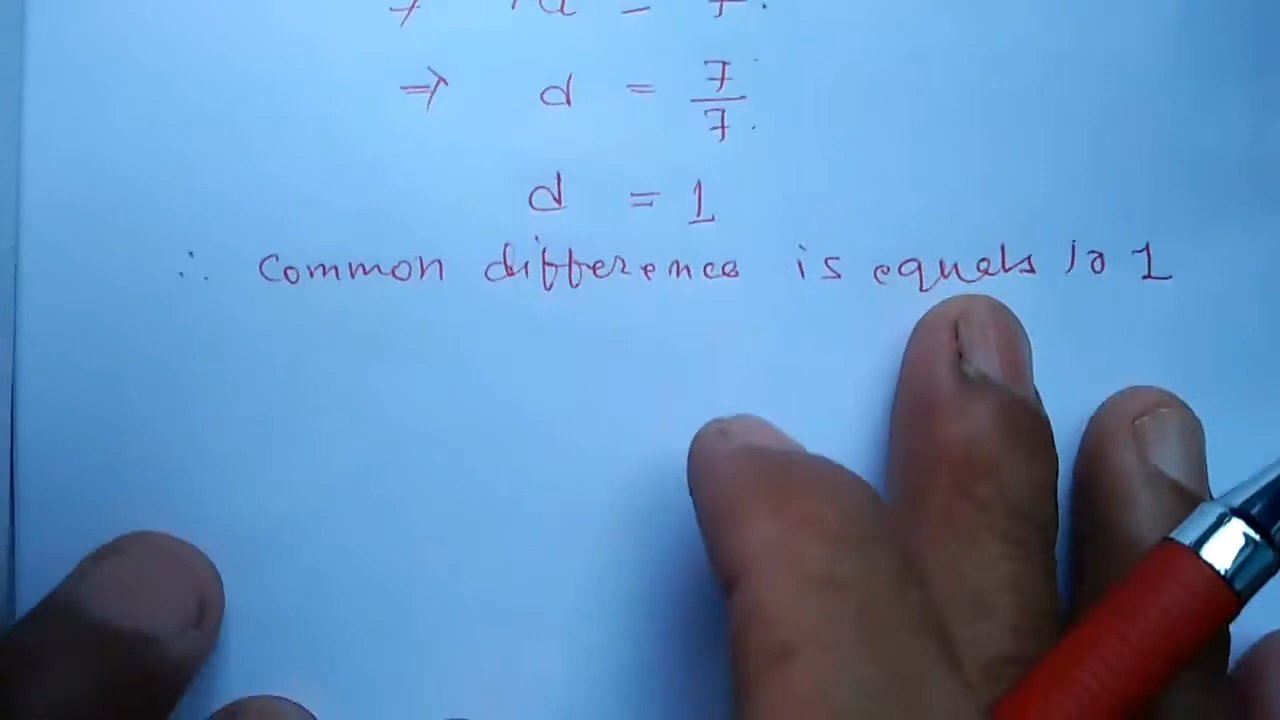 ⇒ d = 7/7.
d = 1
∴ Common difference is equals to 1